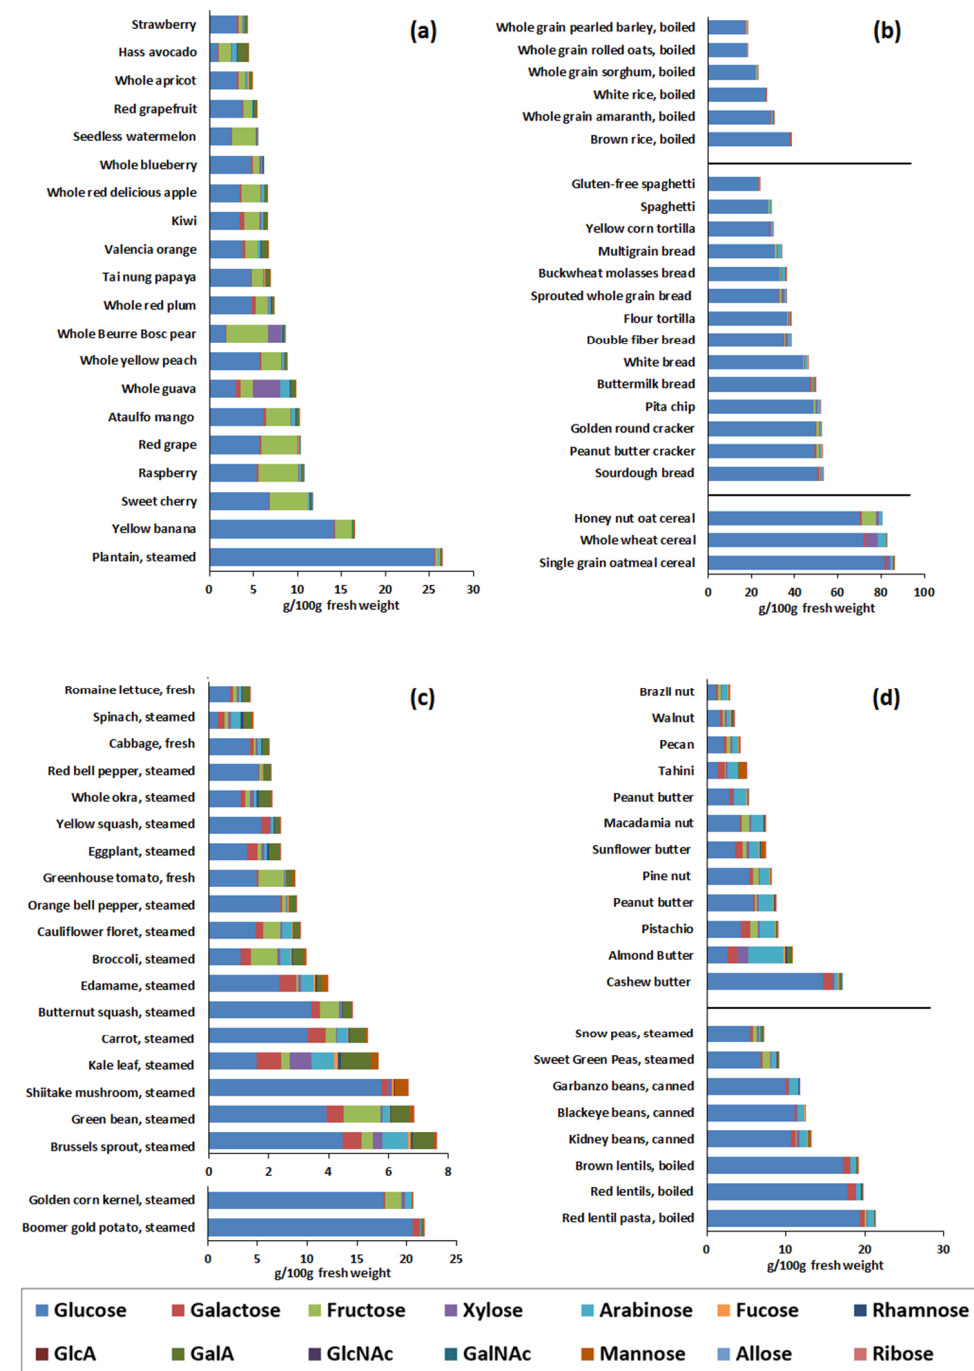 (a)
Strawberry
Hass avocado
Whole apricot
Red grapefruit
Seedless watermelon
Whole blueberry
Whole red delicious apple
Kiwi
Valencia orange
Tai nung papaya
Whole red plum
Whole Beurre Bosc pear
Whole yellow peach
Whole guava
Ataulfo mango
Red grape
Raspberry
Sweet cherry
Yellow banana
Plantain, steamed
0 5 10 15 20 25 30
g/100g fresh weight
(b)
Whole grain pearled barley, boiled
Whole grain rolled oats, boiled
Whole grain sorghum, boiled
White rice, boiled
Whole grain amaranth, boiled
Brown rice, boiled
Gluten-free spaghetti
Spaghetti
Yellow corn tortilla
Multigrain bread
Buckwheat molasses bread
Sprouted whole grain bread
Flour tortilla
Double fiber bread
White bread
Buttermilk bread
Pita chip
Golden round cracker
Peanut butter cracker
Sourdough bread
Honey nut oat cereal
Whole wheat cereal
Single grain oatmeal cereal
0 20 40 60 80 100
g/100g fresh weight
(c)
Romaine lettuce, fresh
Spinach, steamed
Cabbage, fresh
Red bell pepper, steamed
Whole okra, steamed
Yellow squash, steamed
Eggplant, steamed
Greenhouse tomato, fresh
Orange bell pepper, steamed
Cauliflower floret, steamed
Broccoli, steamed
Edamame, steamed
Butternut squash, steamed
Carrot, steamed
Kale leaf, steamed
Shiitake mushroom, steamed
Green bean, steamed
Brussels sprout, steamed
0 2 4 6 8
Golden corn kernel, steamed
Boomer gold potato, steamed
0 5 10 15 20 25
g/100g fresh weight
(d)
Brazil nut
Walnut
Pecan
Tahini
Peanut butter
Macadamia nut
Sunflower butter
Pine nut
Peanut butter
Pistachio
Almond Butter
Cashew butter
Snow peas, steamed
Sweet Green Peas, steamed
Garbanzo beans, canned
Blackeye beans, canned
Kidney beans, canned
Brown lentils, boiled
Red lentils, boiled
Red lentil pasta, boiled
0 10 20 30
g/100g fresh weight
Glucose Galactose Fructose Xylose Arabinose Fucose Rhamnose
GlcA GalA GlcNAc GalNAc Mannose Allose Ribose